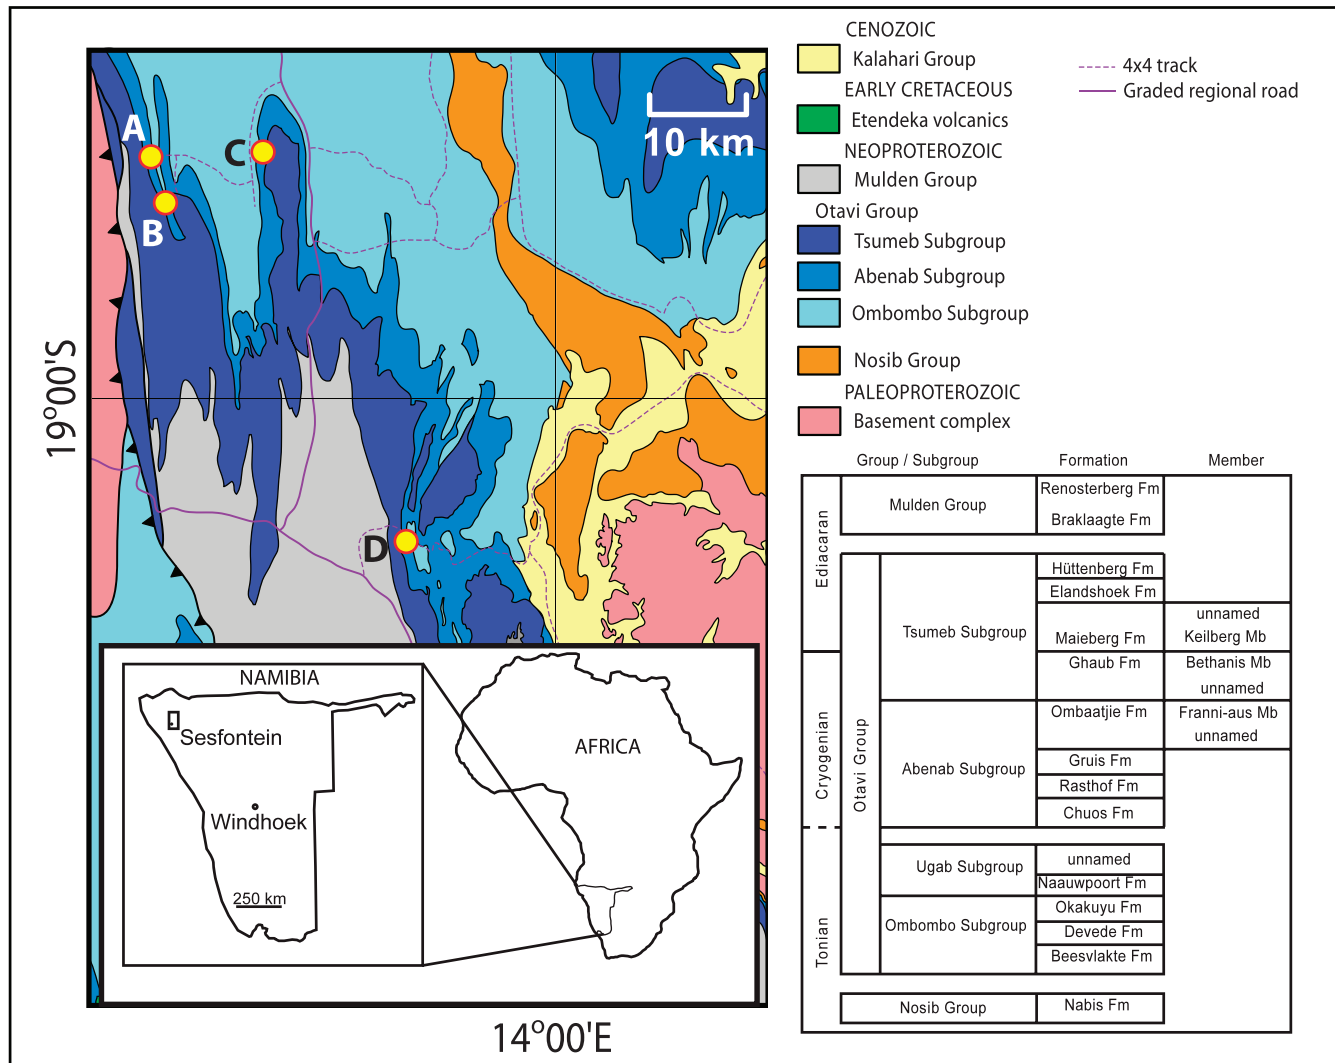 A
B
C
D
10 km
19°00'S
14°00'E
NAMIBIA
Sesfontein
Windhoek
250 km
AFRICA
CENOZOIC
Kalahari Group
EARLY CRETACEOUS
Etendeka volcanics
NEOPROTEROZOIC
Mulden Group
Otavi Group
Tsumeb Subgroup
Abenab Subgroup
Ombombo Subgroup
Nosib Group
PALEOPROTEROZOIC
Basement complex
4x4 track
Graded regional road
Group / Subgroup Formation Member
Ediacaran
Cryogenian
Tonian
Otavi Group
Mulden Group
Renosterberg Fm
Braklaagte Fm
Tsumeb Subgroup
Hüttenberg Fm
Elandshoek Fm
Maieberg Fm
unnamed
Keilberg Mb
Ghaub Fm
Bethanis Mb
unnamed
Abenab Subgroup
Ombaatjie Fm
Franni-aus Mb
unnamed
Gruis Fm
Rasthof Fm
Chuos Fm
Ugab Subgroup
unnamed
Naauwpoort Fm
Ombombo Subgroup
Okakuyu Fm
Devede Fm
Beesvlakte Fm
Nosib Group
Nabis Fm